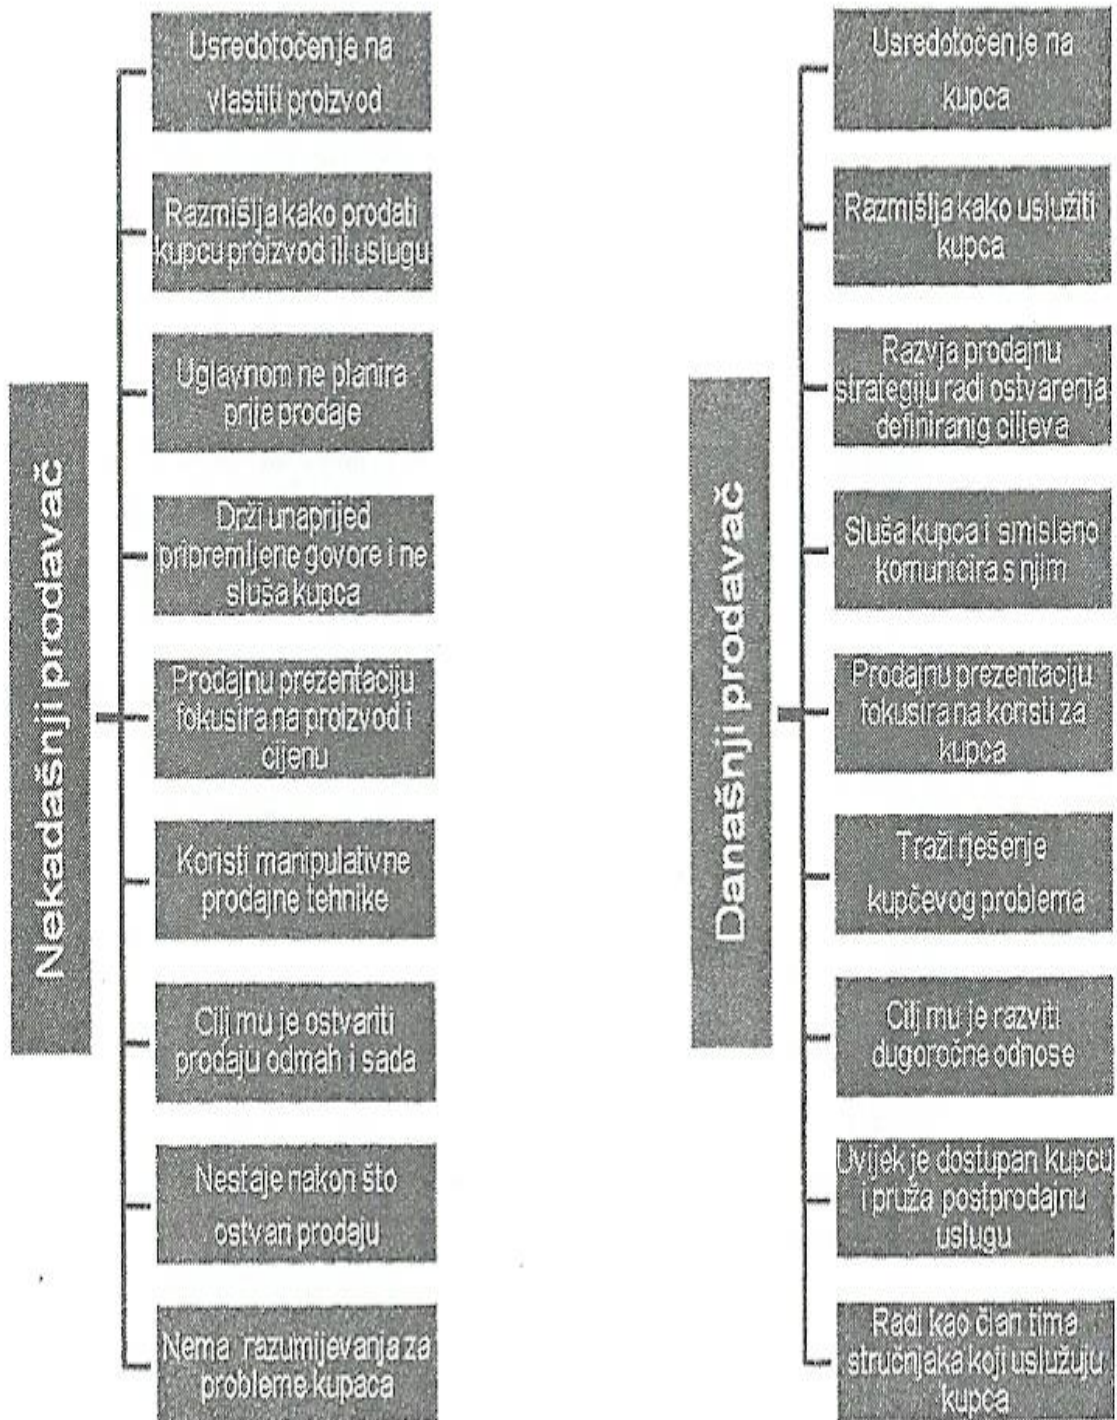 Nekadašnji prodavač
Usredotočenje na
vlastiti proizvod
Razmišlja kako prodati
kupcu proizvod ili uslugu
Uglavnom ne planira
prije prodaje
Drži unaprijed
pripremljene govore i ne
sluša kupca
Prodajnu prezentaciju
fokusira na proizvod i
cijenu
Koristi manipulativne
prodajne tehnike
Cilj mu je ostvariti
prodaju odmah i sada
Nestaje nakon što
ostvari prodaju
Nema razumijevanja za
probleme kupaca
Današnji prodavač
Usredotočenje na
kupca
Razmišlja kako uslužiti
kupca
Razvja prodajnu
strategiju radi ostvarenja
definiranig ciljeva
Sluša kupca i smisleno
komunicira s njim
Prodajnu prezentaciju
fokusira na koristi za
kupca
Traži rješenje
kupčevog problema
Cilj mu je razviti
dugoročne odnose
Uvijek je dostupan kupcu
i pruža postprodajnu
uslugu
Radi kao član tima
stručnjaka koji uslužuju
kupca